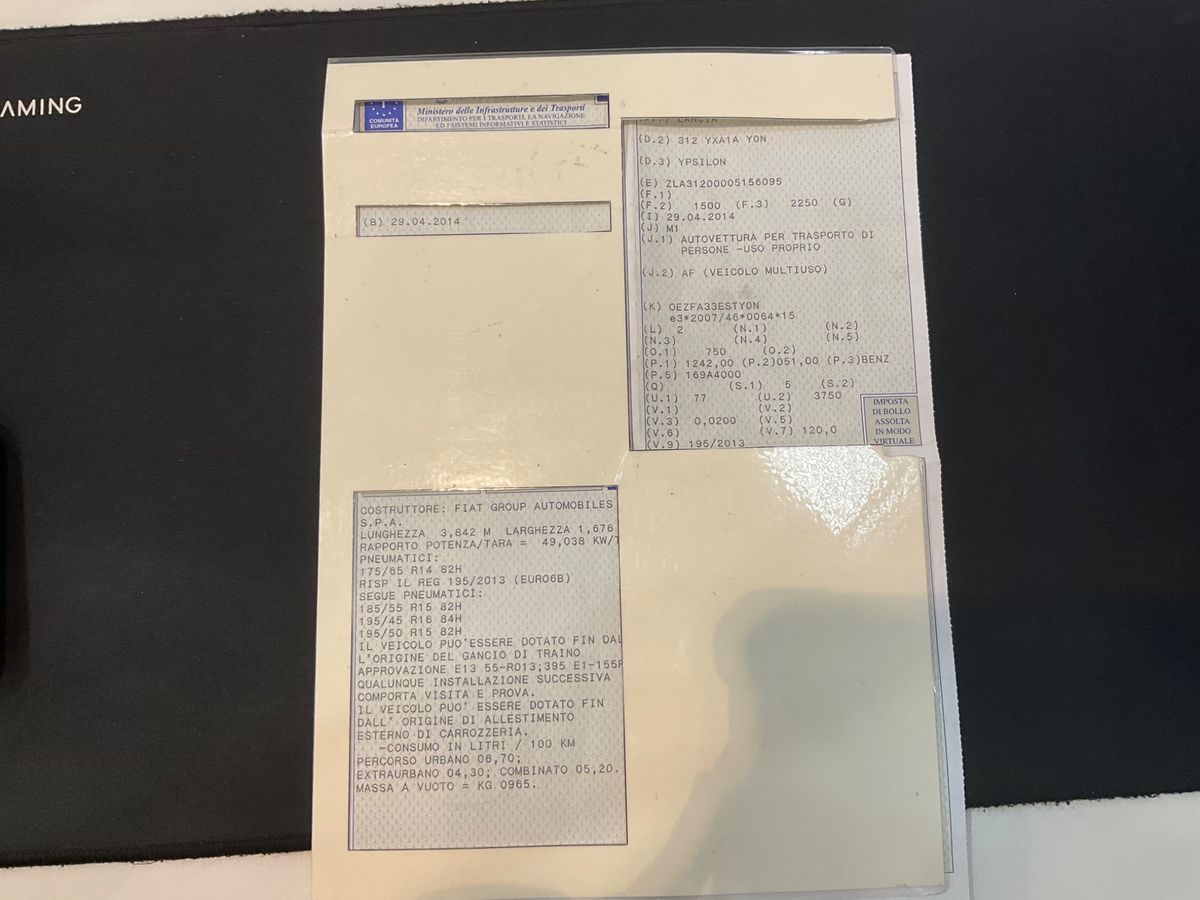 AMING
COMUNITÀ
EUROPEA
Ministero delle Infrastrutture e dei Trasporti
DIPARTIMENTO PER I TRASPORTI, LA NAVIGAZIONE
ED I SISTEMI INFORMATIVI E STATISTICI
(B) 29.04.2014
LANCIA
(D.2) 312 YXA1A YON
(D.3) YPSILON
(E) ZLA31200005156095
(F.1)
(F.2) 1500 (F.3) 2250 (G)
(I) 29.04.2014
(J) M1
(J.1) AUTOVETTURA PER TRASPORTO DI
PERSONE -USO PROPRIO
(J.2) AF (VEICOLO MULTIUSO)
(K) OEZFA33ESTYON
e3*2007/46*0064*15
(L) 2 (N.1) (N.2)
(N.3) (N.4) (N.5)
(O.1) 750 (O.2)
(P.1) 1242,00 (P.2)051,00 (P.3)BENZ
(P.5) 169A4000
(Q) (S.1) 5 (S.2)
(U.1) 77 (U.2) 3750
(V.1) (V.2)
(V.3) 0,0200 (V.5)
(V.6) (V.7) 120,0
(V.9) 195/2013
IMPOSTA
DI BOLLO
ASSOLTA
IN MODO
VIRTUALE
COSTRUTTORE: FIAT GROUP AUTOMOBILES
S.P.A.
LUNGHEZZA 3,842 M LARGHEZZA 1,676
RAPPORTO POTENZA/TARA = 49,038 KW/T
PNEUMATICI:
175/65 R14 82H
RISP IL REG 195/2013 (EURO6B)
SEGUE PNEUMATICI:
185/55 R15 82H
195/45 R16 84H
195/50 R15 82H
IL VEICOLO PUO'ESSERE DOTATO FIN DAL
L'ORIGINE DEL GANCIO DI TRAINO
APPROVAZIONE E13 55-R013;395 E1-155R
QUALUNQUE INSTALLAZIONE SUCCESSIVA
COMPORTA VISITA E PROVA.
IL VEICOLO PUO' ESSERE DOTATO FIN
DALL' ORIGINE DI ALLESTIMENTO
ESTERNO DI CARROZZERIA.
-CONSUMO IN LITRI / 100 KM
PERCORSO URBANO 06,70;
EXTRAURBANO 04,30; COMBINATO 05,20.
MASSA A VUOTO = KG 0965.